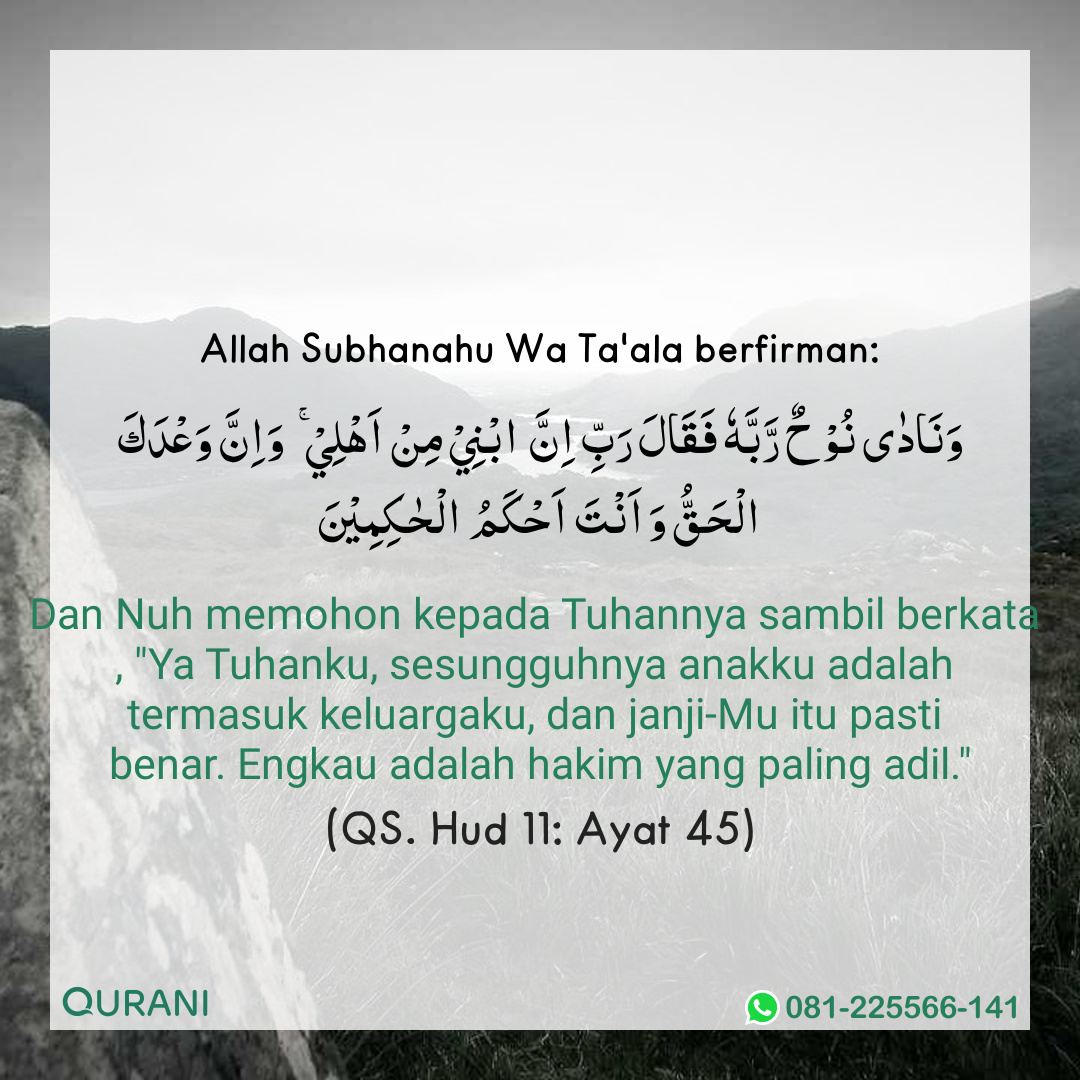 Allah Subhanahu Wa Ta'ala berfirman:
وَنَادٰى نُوْحٌ رَّبَّهٗ فَقَالَ رَبِّ اِنَّ ابْنِيْ مِنْ اَهْلِيْ ۚ وَاِنَّ وَعْدَكَ
الْحَقُّ وَاَنْتَ اَحْكَمُ الْحٰكِمِيْنَ
Dan Nuh memohon kepada Tuhannya sambil berkata
, "Ya Tuhanku, sesungguhnya anakku adalah
termasuk keluargaku, dan janji-Mu itu pasti
benar. Engkau adalah hakim yang paling adil."
(QS. Hud 11: Ayat 45)
QURANI
081-225566-141